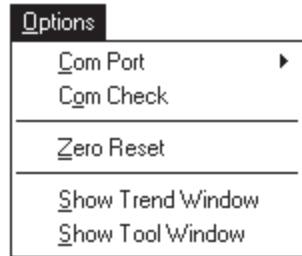 Options
Com Port
Com Check
Zero Reset
Show Trend Window
Show Tool Window